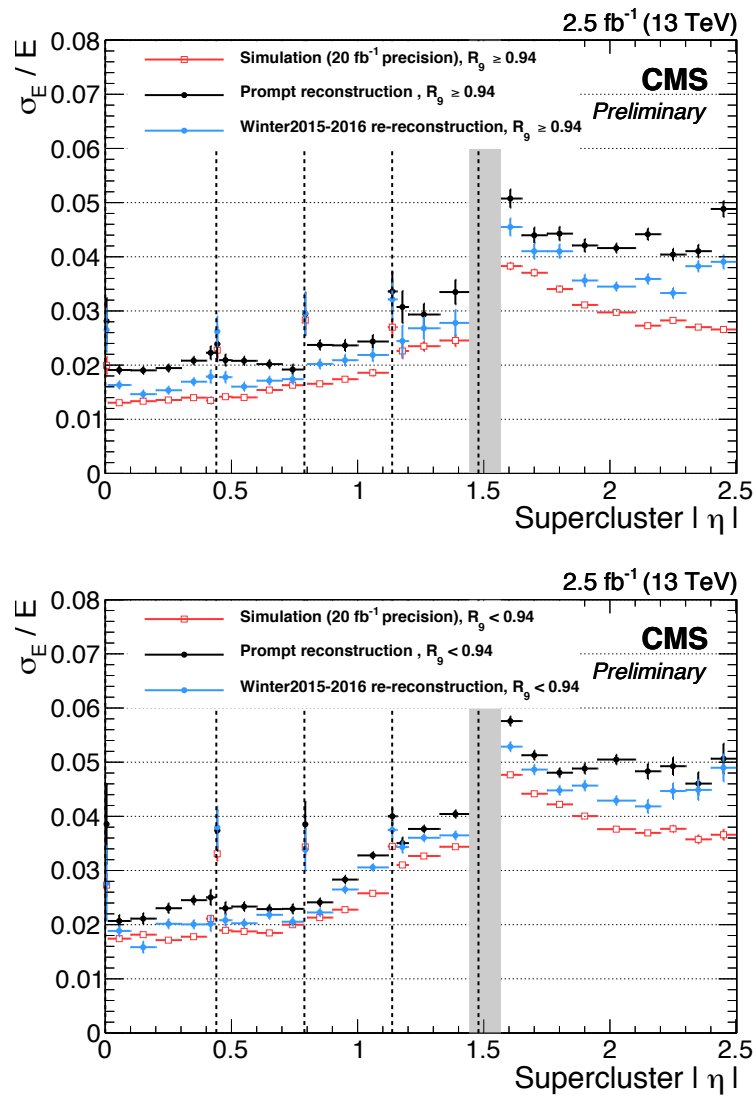 2.5 fb⁻¹ (13 TeV)
σ_E / E
0.08
0.07
0.06
0.05
0.04
0.03
0.02
0.01
0
Simulation (20 fb⁻¹ precision), R₉ ≥ 0.94
Prompt reconstruction , R₉ ≥ 0.94
Winter2015-2016 re-reconstruction, R₉ ≥ 0.94
CMS
Preliminary
0 0.5 1 1.5 2 2.5
Supercluster | η |
2.5 fb⁻¹ (13 TeV)
σ_E / E
0.08
0.07
0.06
0.05
0.04
0.03
0.02
0.01
0
Simulation (20 fb⁻¹ precision), R₉ < 0.94
Prompt reconstruction , R₉ < 0.94
Winter2015-2016 re-reconstruction, R₉ < 0.94
CMS
Preliminary
0 0.5 1 1.5 2 2.5
Supercluster | η |